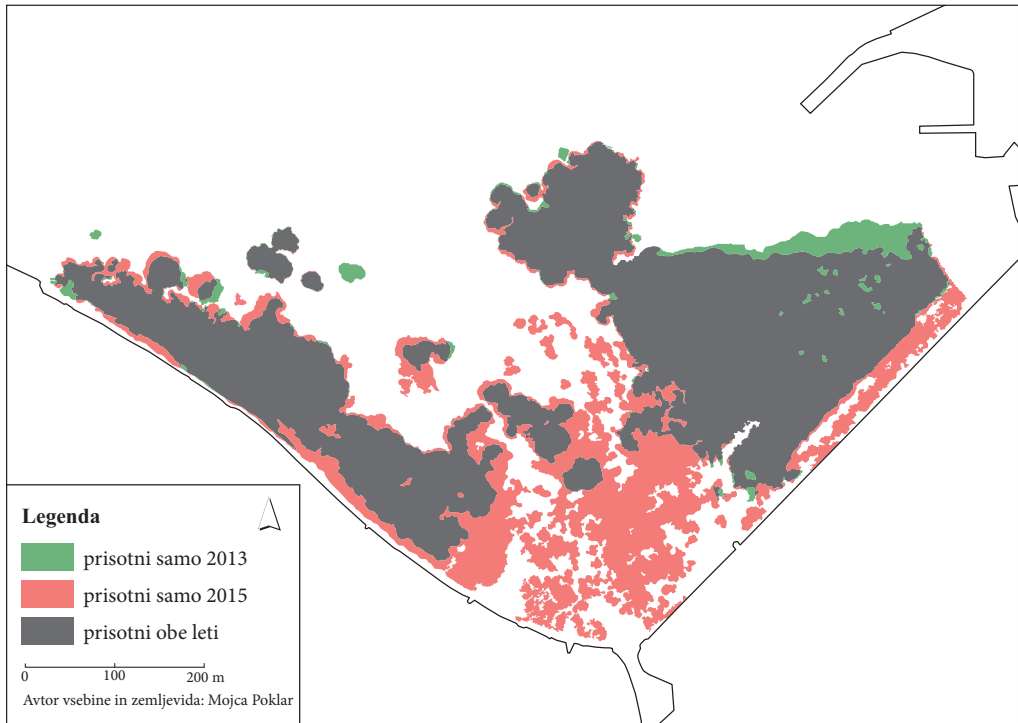 Legenda
prisotni samo 2013
prisotni samo 2015
prisotni obe leti
0 100 200 m
Avtor vsebine in zemljevida: Mojca Poklar